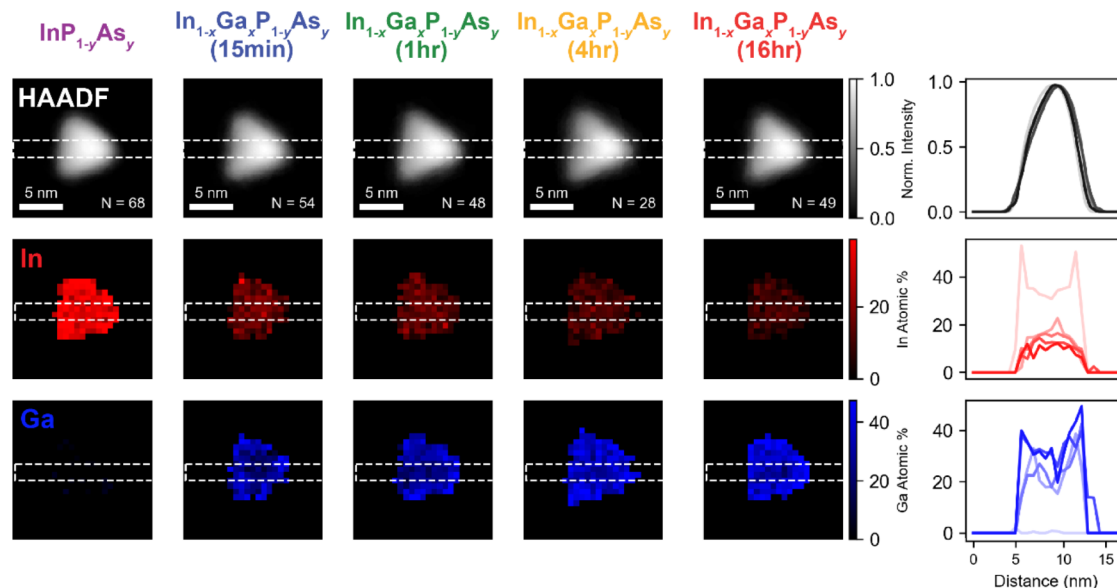 InP1-yAsy
In1-xGaxP1-yAsy
(15min)
In1-xGaxP1-yAsy
(1hr)
In1-xGaxP1-yAsy
(4hr)
In1-xGaxP1-yAsy
(16hr)
HAADF
5 nm
N = 68
5 nm
N = 54
5 nm
N = 48
5 nm
N = 28
5 nm
N = 49
1.0
0.5
0.0
Norm. Intensity
1.0
0.5
0.0
In
20
0
In Atomic %
40
20
0
Ga
40
20
0
Ga Atomic %
40
20
0
0
5
10
15
Distance (nm)